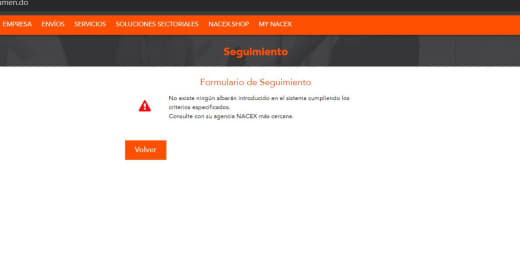 umen.do
EMPRESA ENVÍOS SERVICIOS SOLUCIONES SECTORIALES NACEX.SHOP MY NACEX
Seguimiento
Formulario de Seguimiento
No existe ningún albarán introducido en el sistema cumpliendo los
criterios especificados.
Consulte con su agencia NACEX más cercana.
Volver